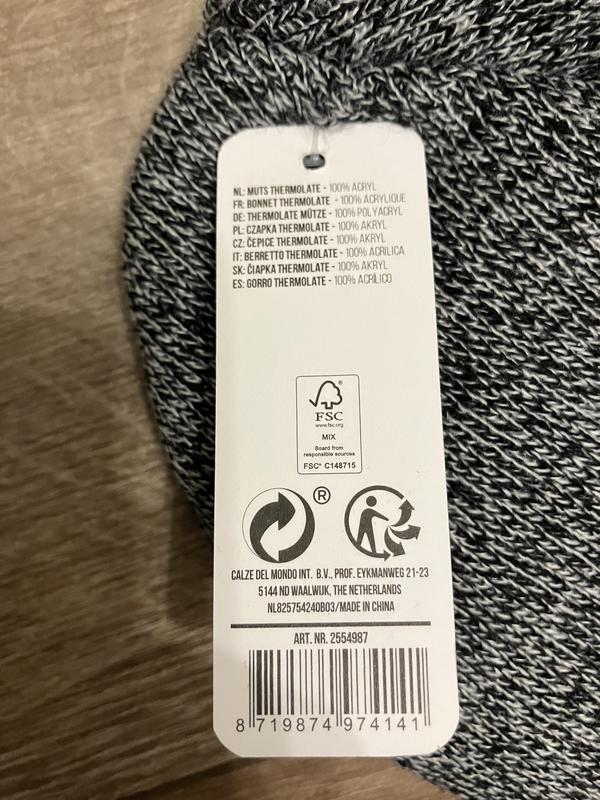 NL: MUTS THERMOLATE - 100% ACRYL
FR: BONNET THERMOLATE - 100% ACRYLIQUE
DE: THERMOLATE MÜTZE - 100% POLYACRYL
PL: CZAPKA THERMOLATE - 100% AKRYL
CZ: ČEPICE THERMOLATE - 100% AKRYL
IT: BERRETTO THERMOLATE - 100% ACRILICA
SK: ČIAPKA THERMOLATE - 100% AKRYL
ES: GORRO THERMOLATE - 100% ACRÍLICO
®
FSC
www.fsc.org
MIX
Board from
responsible sources
FSC® C148715
®
CALZE DEL MONDO INT. B.V., PROF. EYKMANWEG 21-23
5144 ND WAALWIJK, THE NETHERLANDS
NL825754240B03/MADE IN CHINA
ART. NR. 2554987
8 719874 974141